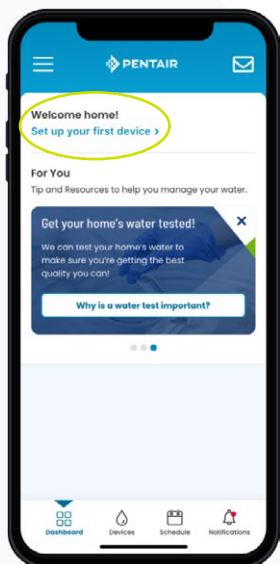 PENTAIR
Welcome home!
Set up your first device >
For You
Tip and Resources to help you manage your water.
Get your home's water tested!
We can test your home's water to
make sure you're getting the best
quality you can!
Why is a water test important?
Dashboard
Devices
Schedule
Notifications